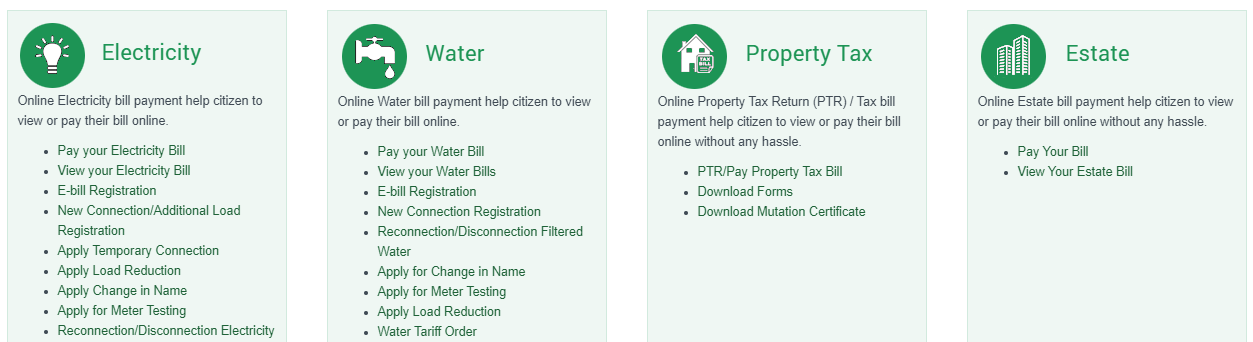 Electricity
Online Electricity bill payment help citizen to
view or pay their bill online.
Pay your Electricity Bill
View your Electricity Bill
E-bill Registration
New Connection/Additional Load
Registration
Apply Temporary Connection
Apply Load Reduction
Apply Change in Name
Apply for Meter Testing
Reconnection/Disconnection Electricity
Water
Online Water bill payment help citizen to view
or pay their bill online.
Pay your Water Bill
View your Water Bills
E-bill Registration
New Connection Registration
Reconnection/Disconnection Filtered
Water
Apply for Change in Name
Apply for Meter Testing
Apply Load Reduction
Water Tariff Order
TAX
BILL
Property Tax
Online Property Tax Return (PTR) / Tax bill
payment help citizen to view or pay their bill
online without any hassle.
PTR/Pay Property Tax Bill
Download Forms
Download Mutation Certificate
Estate
Online Estate bill payment help citizen to view
or pay their bill online without any hassle.
Pay Your Bill
View Your Estate Bill